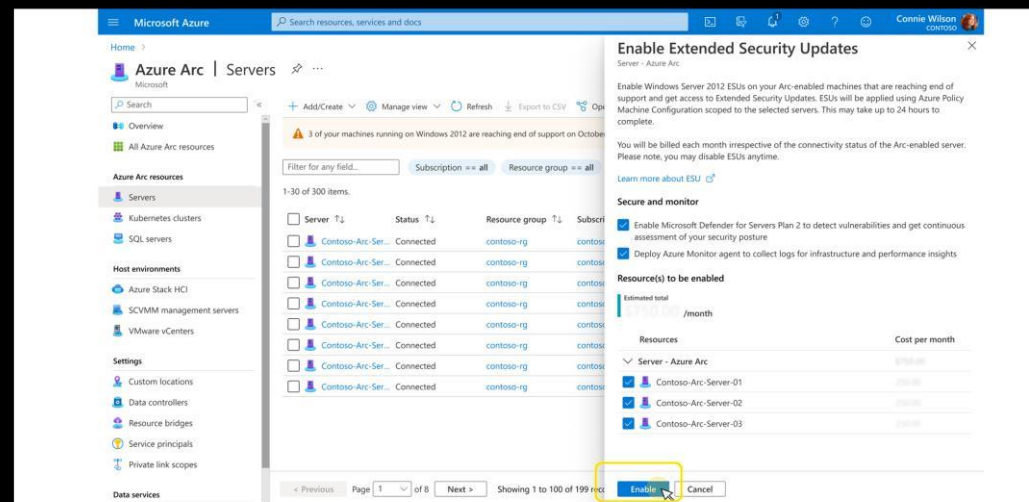 Microsoft Azure
Search resources, services and docs
1
Connie Wilson
CONTOSO
Home >
Azure Arc | Servers
Microsoft
Search
Overview
All Azure Arc resources
Azure Arc resources
Servers
Kubernetes clusters
SQL servers
Host environments
Azure Stack HCI
SCVMM management servers
VMware vCenters
Settings
Custom locations
Data controllers
Resource bridges
Service principals
Private link scopes
Data services
+ Add/Create Manage view Refresh Export to CSV Op
3 of your machines running on Windows 2012 are reaching end of support on Octobe
Filter for any field... Subscription == all Resource group == all
1-30 of 300 items.
Server ↑↓ Status ↑↓ Resource group ↑↓ Subscri
Contoso-Arc-Ser... Connected contoso-rg contoso
Contoso-Arc-Ser... Connected contoso-rg contoso
Contoso-Arc-Ser... Connected contoso-rg contoso
Contoso-Arc-Ser... Connected contoso-rg contoso
Contoso-Arc-Ser... Connected contoso-rg contoso
Contoso-Arc-Ser... Connected contoso-rg contoso
Contoso-Arc-Ser... Connected contoso-rg contoso
Contoso-Arc-Ser... Connected contoso-rg contoso
< Previous Page 1 of 8 Next > Showing 1 to 100 of 199 reco
Enable Extended Security Updates
Server - Azure Arc
Enable Windows Server 2012 ESUs on your Arc-enabled machines that are reaching end of
support and get access to Extended Security Updates. ESUs will be applied using Azure Policy
Machine Configuration scoped to the selected servers. This may take up to 24 hours to
complete.
You will be billed each month irrespective of the connectivity status of the Arc-enabled server.
Please note, you may disable ESUs anytime.
Learn more about ESU
Secure and monitor
Enable Microsoft Defender for Servers Plan 2 to detect vulnerabilities and get continuous
assessment of your security posture
Deploy Azure Monitor agent to collect logs for infrastructure and performance insights
Resource(s) to be enabled
Estimated total
/month
Resources Cost per month
Server - Azure Arc
Contoso-Arc-Server-01
Contoso-Arc-Server-02
Contoso-Arc-Server-03
Enable Cancel